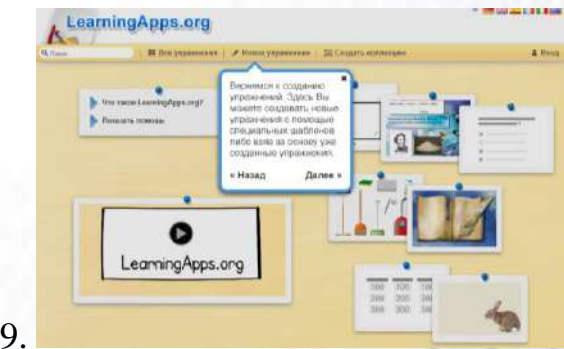 LearningApps.org
Все упражнения Новое упражнение Создать коллекцию Вход
Что такое LearningApps.org?
Показать помощь
Вернемся к созданию
упражнений. Здесь Вы
можете создавать новые
упражнения с помощью
специальных шаблонов
либо взяв за основу уже
созданные упражнения.
« Назад Далее »
LearningApps.org
9.